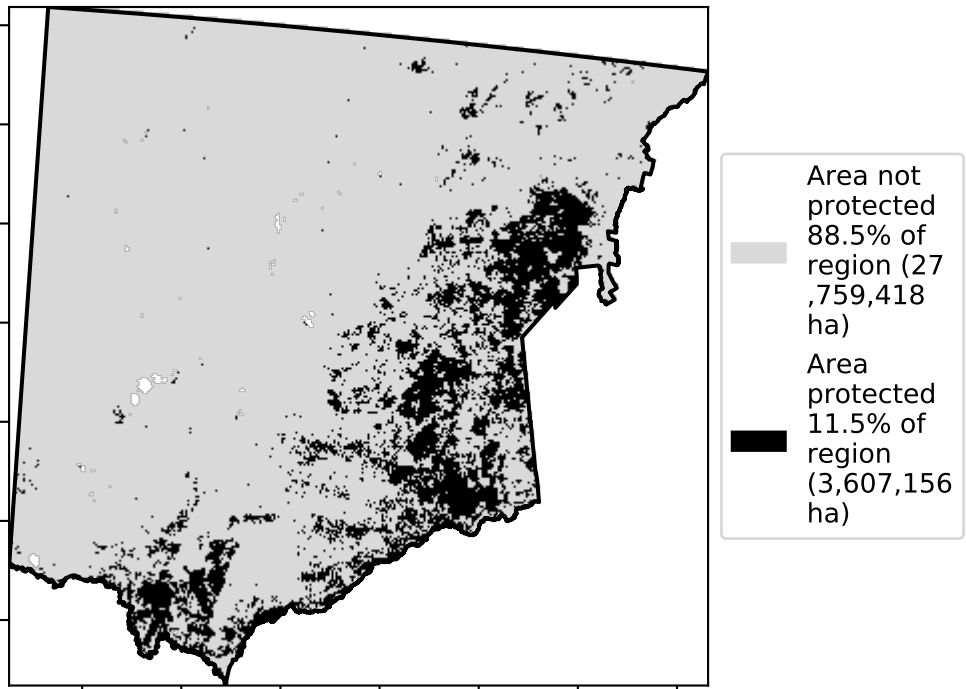 Area not
protected
88.5% of
region (27
,759,418
ha)
Area
protected
11.5% of
region
(3,607,156
ha)